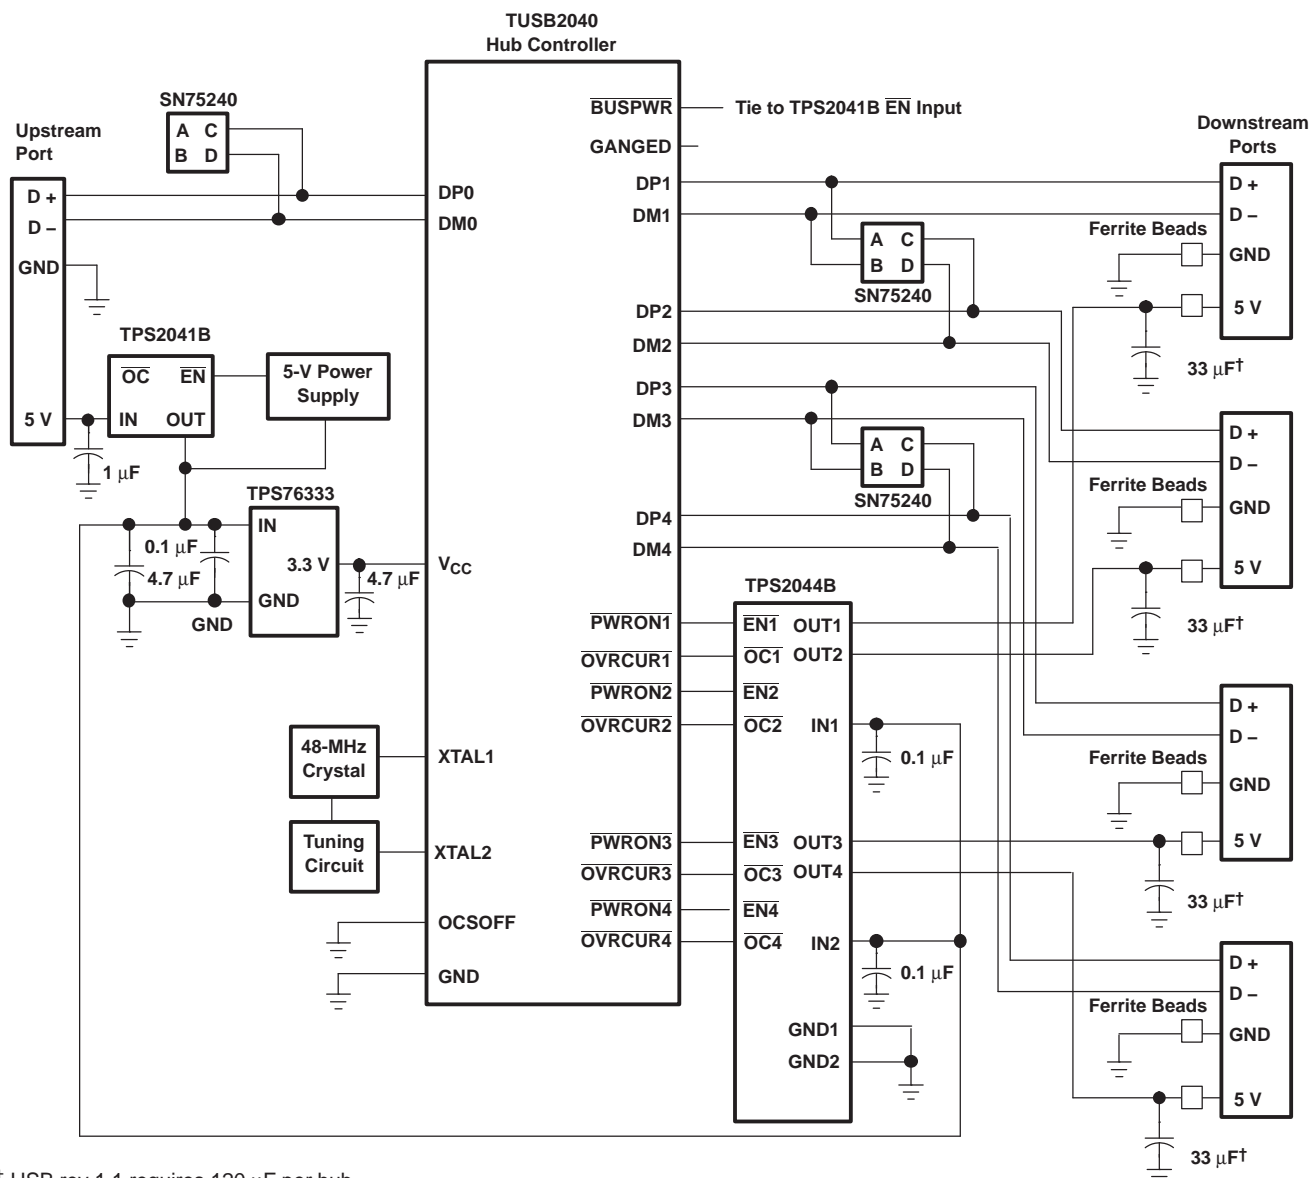 TUSB2040
Hub Controller
SN75240
A C
B D
Upstream
Port
D +
D −
GND
5 V
DP0
DM0
TPS2041B
OC EN
IN OUT
5-V Power
Supply
1 µF
TPS76333
IN
3.3 V
GND
0.1 µF
4.7 µF
GND
4.7 µF
VCC
48-MHz
Crystal
XTAL1
Tuning
Circuit
XTAL2
OCSOFF
GND
BUSPWR
Tie to TPS2041B EN Input
GANGED
DP1
DM1
A C
B D
SN75240
DP2
DM2
DP3
DM3
A C
B D
SN75240
DP4
DM4
TPS2044B
PWRON1
EN1 OUT1
OVRCUR1
OC1 OUT2
PWRON2
EN2
OVRCUR2
OC2 IN1
0.1 µF
PWRON3
EN3 OUT3
OVRCUR3
OC3 OUT4
PWRON4
EN4
OVRCUR4
OC4 IN2
0.1 µF
GND1
GND2
Downstream
Ports
D +
D −
Ferrite Beads
GND
5 V
33 µF†
D +
D −
Ferrite Beads
GND
5 V
33 µF†
D +
D −
Ferrite Beads
GND
5 V
33 µF†
D +
D −
Ferrite Beads
GND
5 V
33 µF†